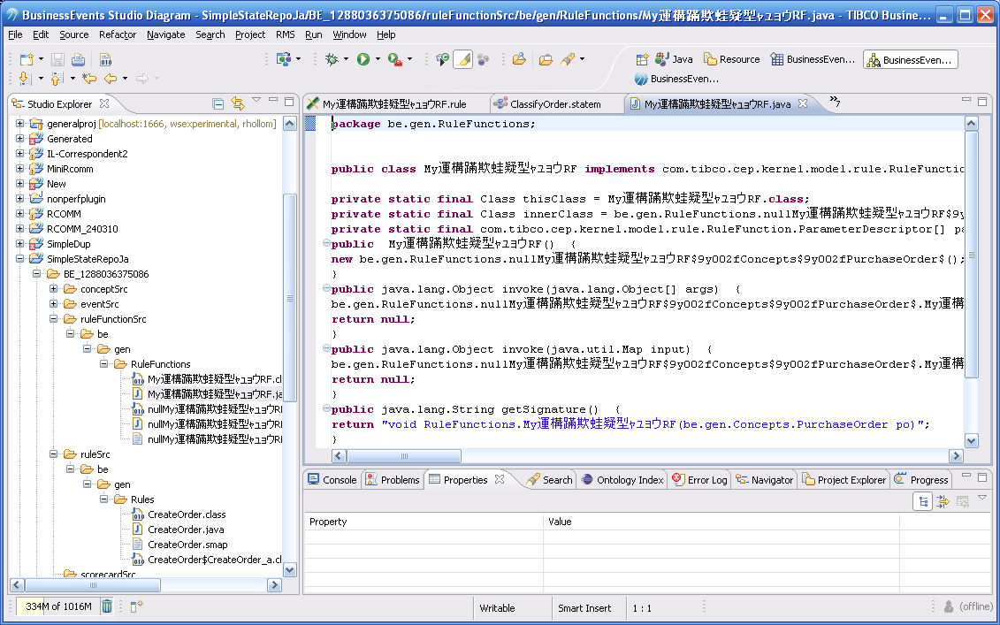 BusinessEvents Studio Diagram - SimpleStateRepoJa/BE_1288036375086/ruleFunctionSrc/be/gen/RuleFunctions/My運構蹣欺蛙疑型ｬﾕョウRF.java - TIBCO Busine...
File Edit Source Refactor Navigate Search Project RMS Run Window Help
Java Resource BusinessEven... BusinessEven...
BusinessEven...
Studio Explorer
My運構蹣欺蛙疑型ｬﾕョウRF.rule ClassifyOrder.statem My運構蹣欺蛙疑型ｬﾕョウRF.java »7
generalproj [localhost:1666, wsexperimental, rhollom]
Generated
IL-Correspondent2
MiniRcomm
New
nonperfplugin
RCOMM
RCOMM_240310
SimpleDup
SimpleStateRepoJa
BE_1288036375086
conceptSrc
eventSrc
ruleFunctionSrc
be
gen
RuleFunctions
My運構蹣欺蛙疑型ｬﾕョウRF.cl
My運構蹣欺蛙疑型ｬﾕョウRF.ja
nullMy運構蹣欺蛙疑型ｬﾕョウRF
nullMy運構蹣欺蛙疑型ｬﾕョウRF
nullMy運構蹣欺蛙疑型ｬﾕョウRF
ruleSrc
be
gen
Rules
CreateOrder.class
CreateOrder.java
CreateOrder.smap
CreateOrder$CreateOrder_a.cl
scorecardSrc
package be.gen.RuleFunctions;
public class My運構蹣欺蛙疑型ｬﾕョウRF implements com.tibco.cep.kernel.model.rule.RuleFunctio
private static final Class thisClass = My運構蹣欺蛙疑型ｬﾕョウRF.class;
private static final Class innerClass = be.gen.RuleFunctions.nullMy運構蹣欺蛙疑型ｬﾕョウRF$9y
private static final com.tibco.cep.kernel.model.rule.RuleFunction.ParameterDescriptor[] pa
public My運構蹣欺蛙疑型ｬﾕョウRF() {
new be.gen.RuleFunctions.nullMy運構蹣欺蛙疑型ｬﾕョウRF$9y002fConcepts$9y002fPurchaseOrder$();
}
public java.lang.Object invoke(java.lang.Object[] args) {
be.gen.RuleFunctions.nullMy運構蹣欺蛙疑型ｬﾕョウRF$9y002fConcepts$9y002fPurchaseOrder$.My運構
return null;
}
public java.lang.Object invoke(java.util.Map input) {
be.gen.RuleFunctions.nullMy運構蹣欺蛙疑型ｬﾕョウRF$9y002fConcepts$9y002fPurchaseOrder$.My運構
return null;
}
public java.lang.String getSignature() {
return "void RuleFunctions.My運構蹣欺蛙疑型ｬﾕョウRF(be.gen.Concepts.PurchaseOrder po)";
}
Console Problems Properties Search Ontology Index Error Log Navigator Project Explorer Progress
Property Value
334M of 1016M Writable Smart Insert 1 : 1 (offline)